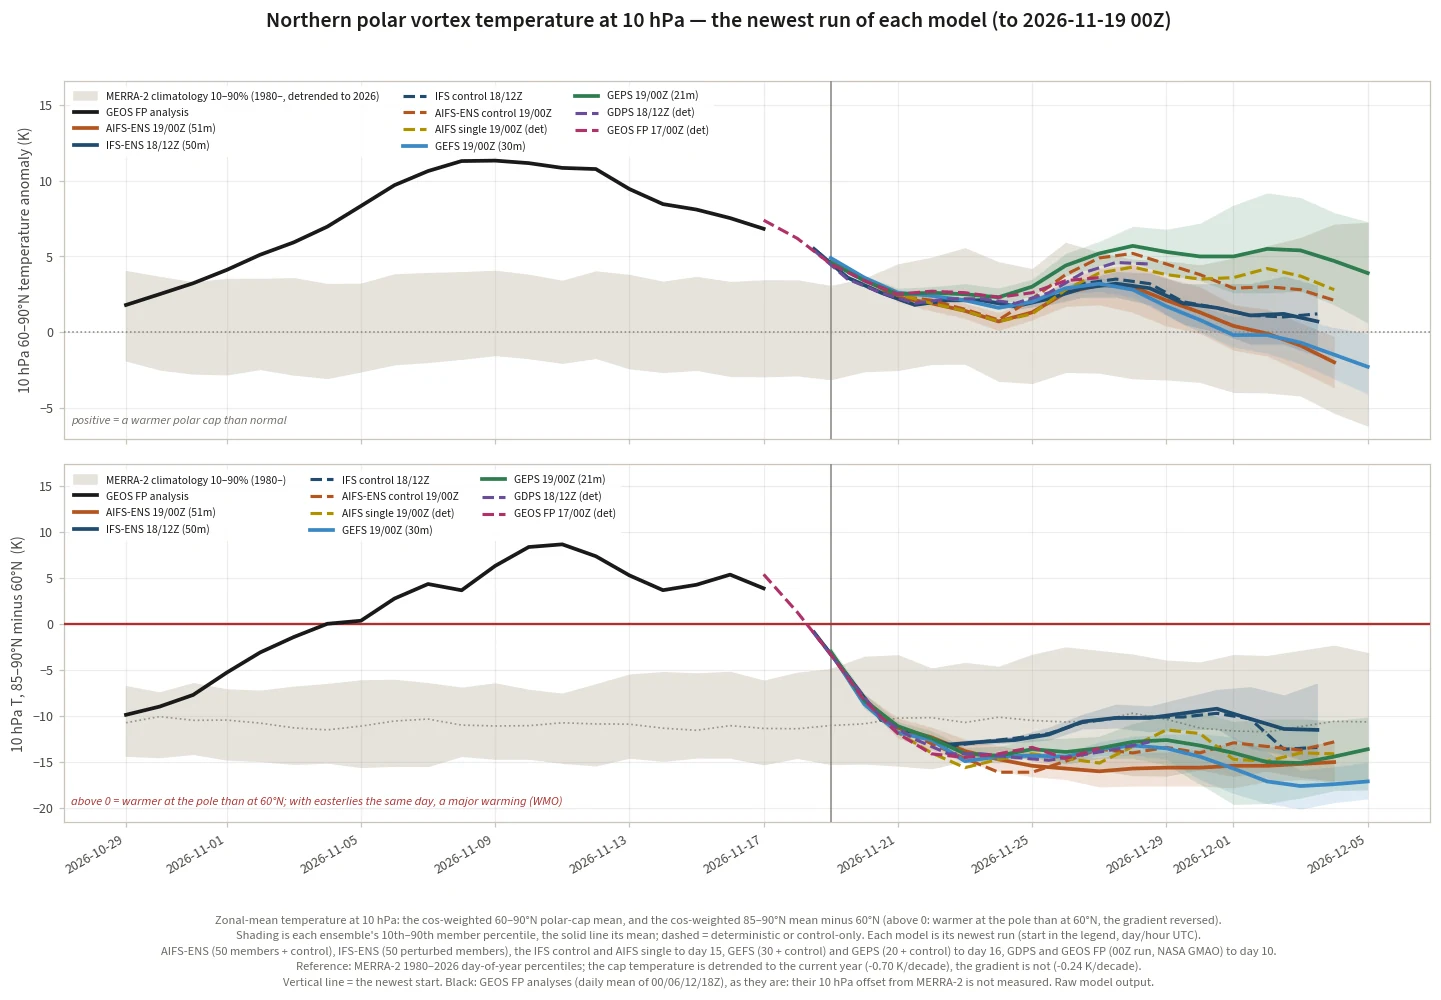 Northern polar vortex temperature at 10 hPa — the newest run of each model (to 2026-11-19 00Z)
10 hPa 60–90°N temperature anomaly (K)
15
10
5
0
−5
MERRA-2 climatology 10–90% (1980–, detrended to 2026)
GEOS FP analysis
AIFS-ENS 19/00Z (51m)
IFS-ENS 18/12Z (50m)
IFS control 18/12Z
AIFS-ENS control 19/00Z
AIFS single 19/00Z (det)
GEFS 19/00Z (30m)
GEPS 19/00Z (21m)
GDPS 18/12Z (det)
GEOS FP 17/00Z (det)
positive = a warmer polar cap than normal
10 hPa T, 85–90°N minus 60°N (K)
15
10
5
0
−5
−10
−15
−20
MERRA-2 climatology 10–90% (1980–)
GEOS FP analysis
AIFS-ENS 19/00Z (51m)
IFS-ENS 18/12Z (50m)
IFS control 18/12Z
AIFS-ENS control 19/00Z
AIFS single 19/00Z (det)
GEFS 19/00Z (30m)
GEPS 19/00Z (21m)
GDPS 18/12Z (det)
GEOS FP 17/00Z (det)
above 0 = warmer at the pole than at 60°N; with easterlies the same day, a major warming (WMO)
2026-10-29
2026-11-01
2026-11-05
2026-11-09
2026-11-13
2026-11-17
2026-11-21
2026-11-25
2026-11-29
2026-12-01
2026-12-05
Zonal-mean temperature at 10 hPa: the cos-weighted 60–90°N polar-cap mean, and the cos-weighted 85–90°N mean minus 60°N (above 0: warmer at the pole than at 60°N, the gradient reversed).
Shading is each ensemble's 10th–90th member percentile, the solid line its mean; dashed = deterministic or control-only. Each model is its newest run (start in the legend, day/hour UTC).
AIFS-ENS (50 members + control), IFS-ENS (50 perturbed members), the IFS control and AIFS single to day 15, GEFS (30 + control) and GEPS (20 + control) to day 16, GDPS and GEOS FP (00Z run, NASA GMAO) to day 10.
Reference: MERRA-2 1980–2026 day-of-year percentiles; the cap temperature is detrended to the current year (-0.70 K/decade), the gradient is not (-0.24 K/decade).
Vertical line = the newest start. Black: GEOS FP analyses (daily mean of 00/06/12/18Z), as they are: their 10 hPa offset from MERRA-2 is not measured. Raw model output.